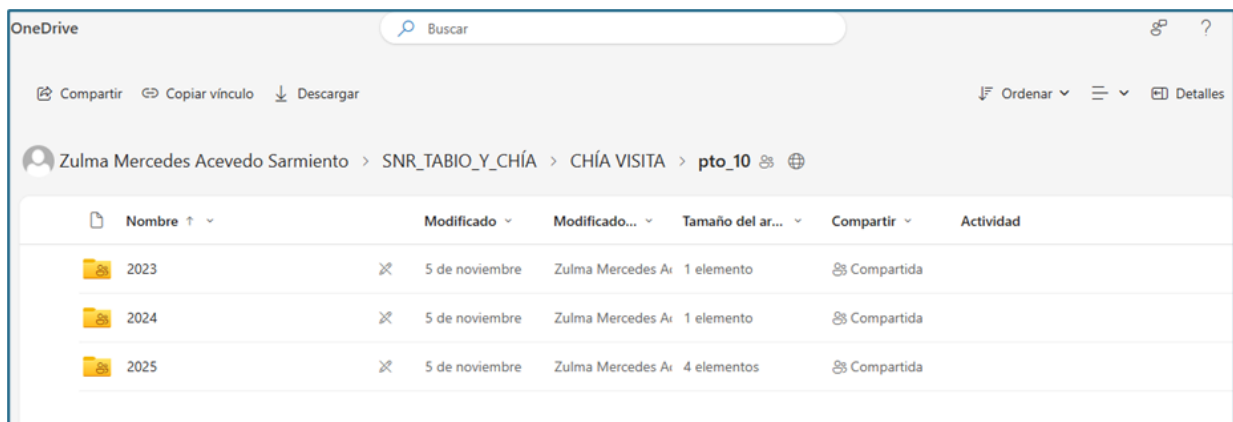 OneDrive Buscar ?
Compartir Copiar vínculo Descargar Ordenar Detalles
Zulma Mercedes Acevedo Sarmiento > SNR_TABIO_Y_CHÍA > CHÍA VISITA > pto_10
Nombre ↑ Modificado Modificado... Tamaño del ar... Compartir Actividad
2023 5 de noviembre Zulma Mercedes A 1 elemento Compartida
2024 5 de noviembre Zulma Mercedes A 1 elemento Compartida
2025 5 de noviembre Zulma Mercedes A 4 elementos Compartida